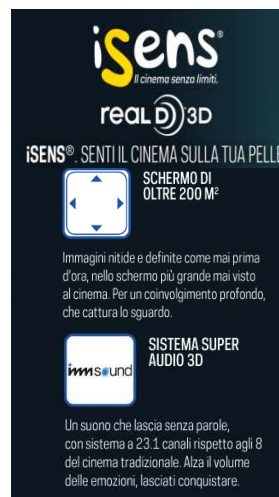 iSens®
Il cinema senza limiti.
REAL D 3D
iSENS®. SENTI IL CINEMA SULLA TUA PELLE
SCHERMO DI
OLTRE 200 M²
Immagini nitide e definite come mai prima
d'ora, nello schermo più grande mai visto
al cinema. Per un coinvolgimento profondo,
che cattura lo sguardo.
SISTEMA SUPER
AUDIO 3D
immsound
Un suono che lascia senza parole,
con sistema a 23.1 canali rispetto agli 8
del cinema tradizionale. Alza il volume
delle emozioni, lasciati conquistare.